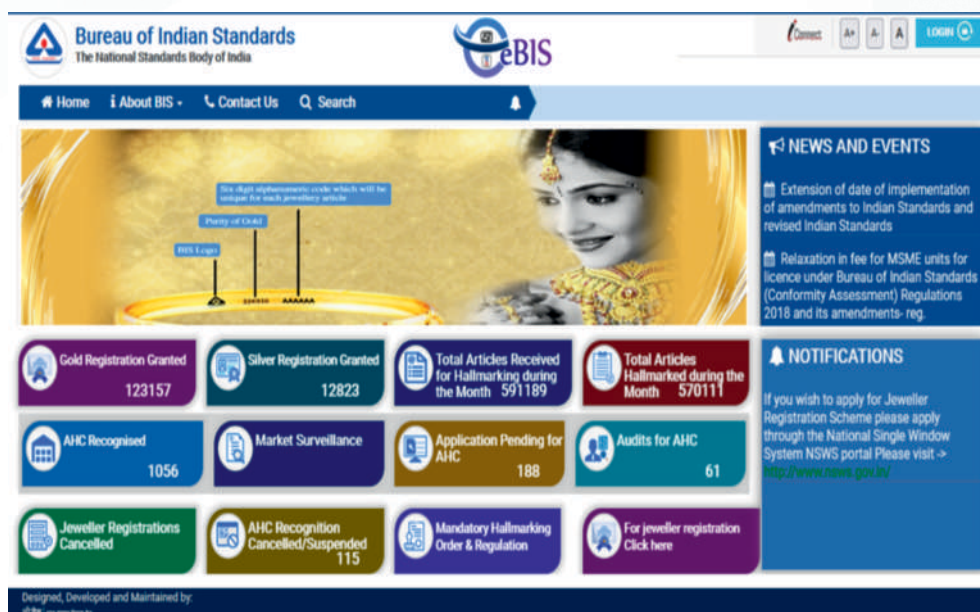 Bureau of Indian Standards
The National Standards Body of India
eBIS
Connect
A+
A-
A
LOGIN
Home
About BIS
Contact Us
Search
Six digit alphanumeric code which will be
unique for each jewellery article
Purity of Gold
BIS Logo
AAAAAA
NEWS AND EVENTS
Extension of date of implementation
of amendments to Indian Standards and
revised Indian Standards
Relaxation in fee for MSME units for
licence under Bureau of Indian Standards
(Conformity Assessment) Regulations
2018 and its amendments- reg.
Gold Registration Granted
123157
Silver Registration Granted
12823
Total Articles Received
for Hallmarking during
the Month 591189
Total Articles
Hallmarked during the
Month 570111
AHC Recognised
1056
Market Surveillance
Application Pending for
AHC
188
Audits for AHC
61
Jeweller Registrations
Cancelled
AHC Recognition
Cancelled/Suspended
115
Mandatory Hallmarking
Order & Regulation
For jeweller registration
Click here
NOTIFICATIONS
If you wish to apply for Jeweller
Registration Scheme please apply
through the National Single Window
System NSWS portal Please visit ->
http://www.nsws.gov.in/
Designed, Developed and Maintained by: